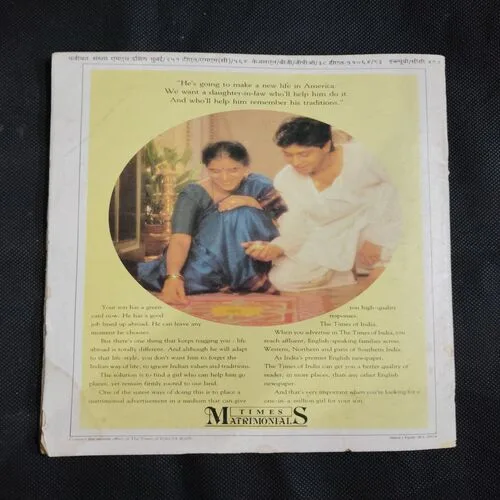 "He's going to make a new life in America.
We want a daughter-in-law who'll help him do it.
And who'll help him remember his traditions."
Your son has a green
card now. He has a good
job lined up abroad. He can leave any
moment he chooses.
But there's one thing that keeps nagging you - life
abroad is totally different. And although he will adapt
to that life-style, you don't want him to forget the
Indian way of life, to ignore Indian values and traditions.
The solution is to find a girl who can help him go
places, yet remain firmly rooted to our land.
One of the surest ways of doing this is to place a
matrimonial advertisement in a medium that can give
you high-quality
responses.
The Times of India.
When you advertise in The Times of India, you
reach affluent, English-speaking families across
Western, Northern and parts of Southern India.
As India's premier English newspaper,
The Times of India can get you a better quality of
reader, in more places, than any other English
newspaper.
And that's very important when you're looking for a
one-in-a-million girl for your son.
TIMES
MATRIMONIALS